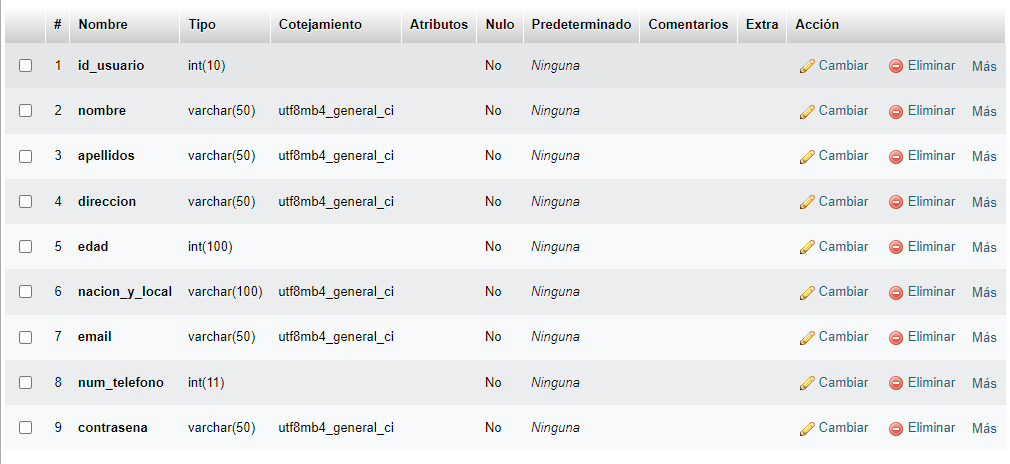 # Nombre Tipo Cotejamiento Atributos Nulo Predeterminado Comentarios Extra Acción
1 id_usuario int(10) No Ninguna Cambiar Eliminar Más
2 nombre varchar(50) utf8mb4_general_ci No Ninguna Cambiar Eliminar Más
3 apellidos varchar(50) utf8mb4_general_ci No Ninguna Cambiar Eliminar Más
4 direccion varchar(50) utf8mb4_general_ci No Ninguna Cambiar Eliminar Más
5 edad int(100) No Ninguna Cambiar Eliminar Más
6 nacion_y_local varchar(100) utf8mb4_general_ci No Ninguna Cambiar Eliminar Más
7 email varchar(50) utf8mb4_general_ci No Ninguna Cambiar Eliminar Más
8 num_telefono int(11) No Ninguna Cambiar Eliminar Más
9 contrasena varchar(50) utf8mb4_general_ci No Ninguna Cambiar Eliminar Más